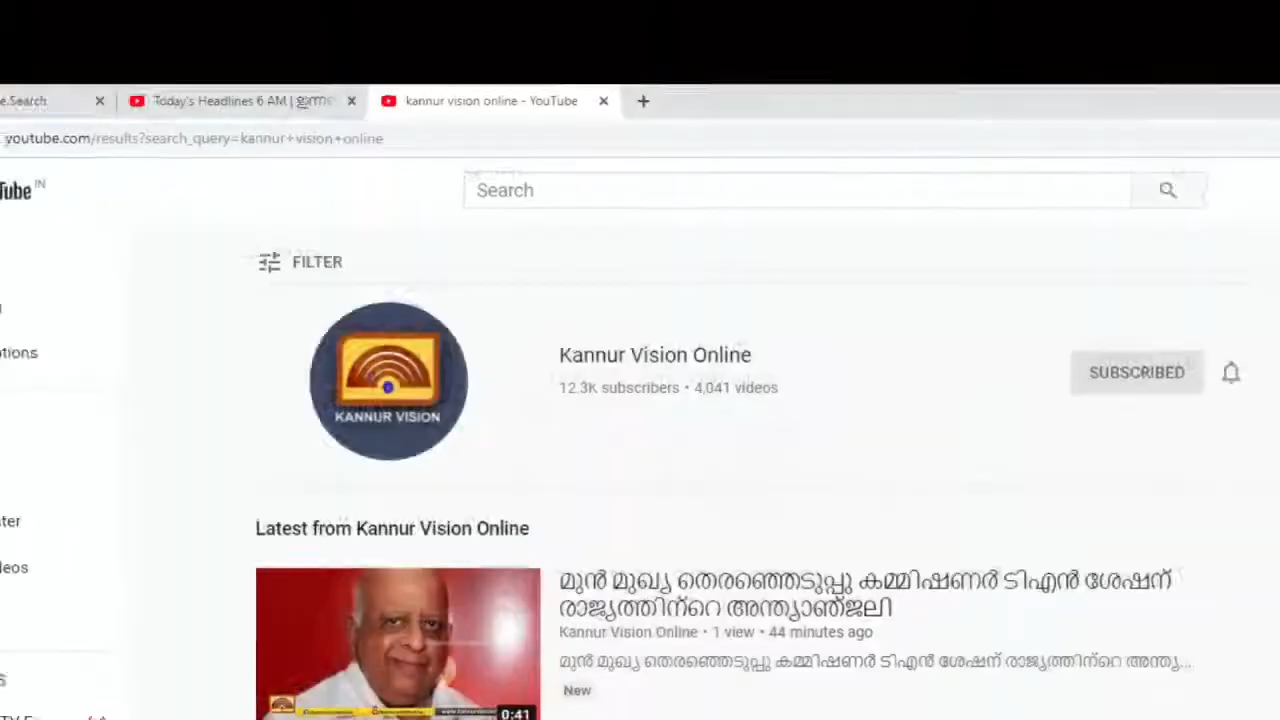 e.Search
Today's Headlines 6 AM |
kannur vision online - YouTube
youtube.com/results?search_query=kannur+vision+online
Tube IN
Search
FILTER
KANNUR VISION
Kannur Vision Online
12.3K subscribers • 4,041 videos
SUBSCRIBED
Latest from Kannur Vision Online
മുൻ മുഖ്യ തെരഞ്ഞെടുപ്പു കമ്മിഷണർ ടിഎൻ ശേഷന്
രാജ്യത്തിന്റെ അന്ത്യാഞ്ജലി
Kannur Vision Online • 1 view • 44 minutes ago
മുൻ മുഖ്യ തെരഞ്ഞെടുപ്പു കമ്മിഷണർ ടിഎൻ ശേഷന് രാജ്യത്തിന്റെ അന്ത്യ...
New
0:41